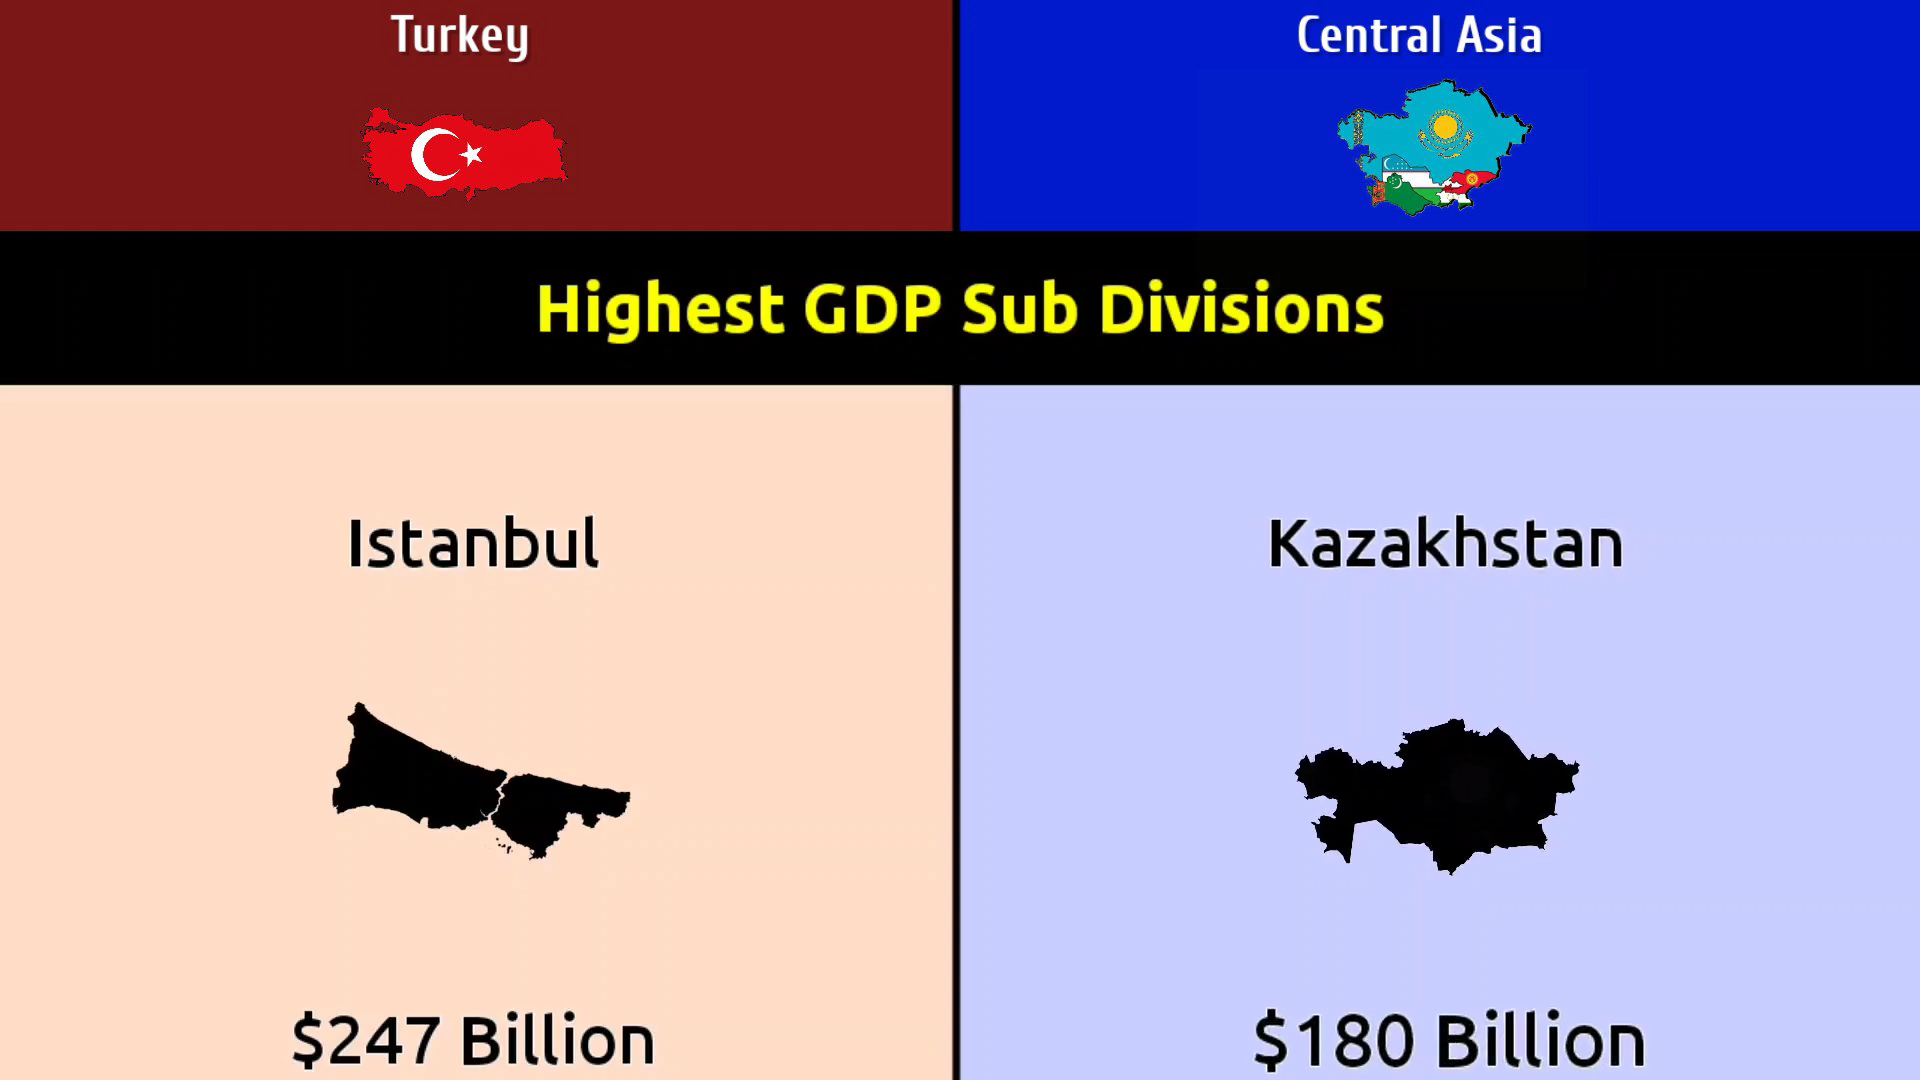 Turkey
Central Asia
Highest GDP Sub Divisions
Istanbul
Kazakhstan
$247 Billion
$180 Billion